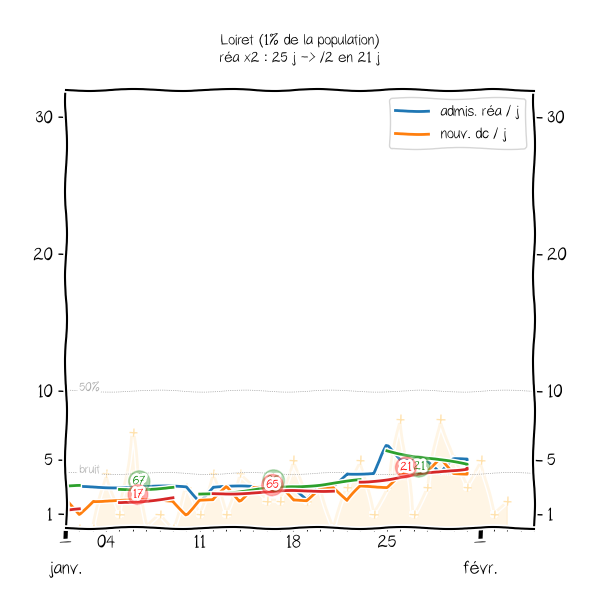 Loiret (1% de la population)
réa x2 : 25 j -> /2 en 21 j
admis. réa / j
nouv. dc / j
30
30
20
20
10
10
50%
5
5
bruit
1
1
67
17
65
21
21
04
11
18
25
janv.
févr.